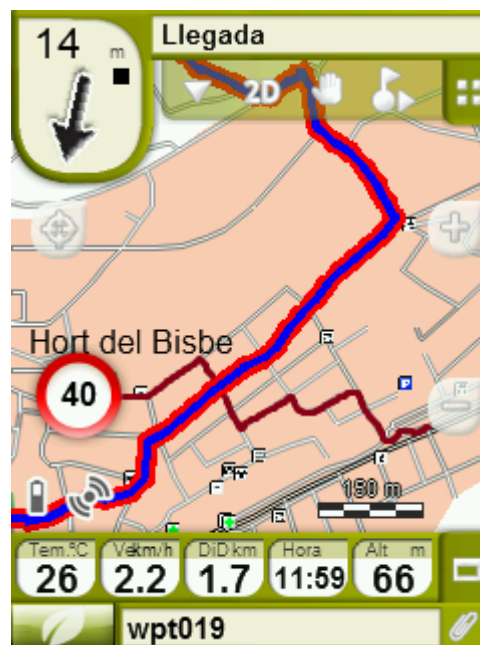 14 m
Llegada
2D
Hort del Bisbe
40
150 m
Tem.ºC
26
Vel km/h
2.2
DiD km
1.7
Hora
11:59
Alt m
66
wpt019